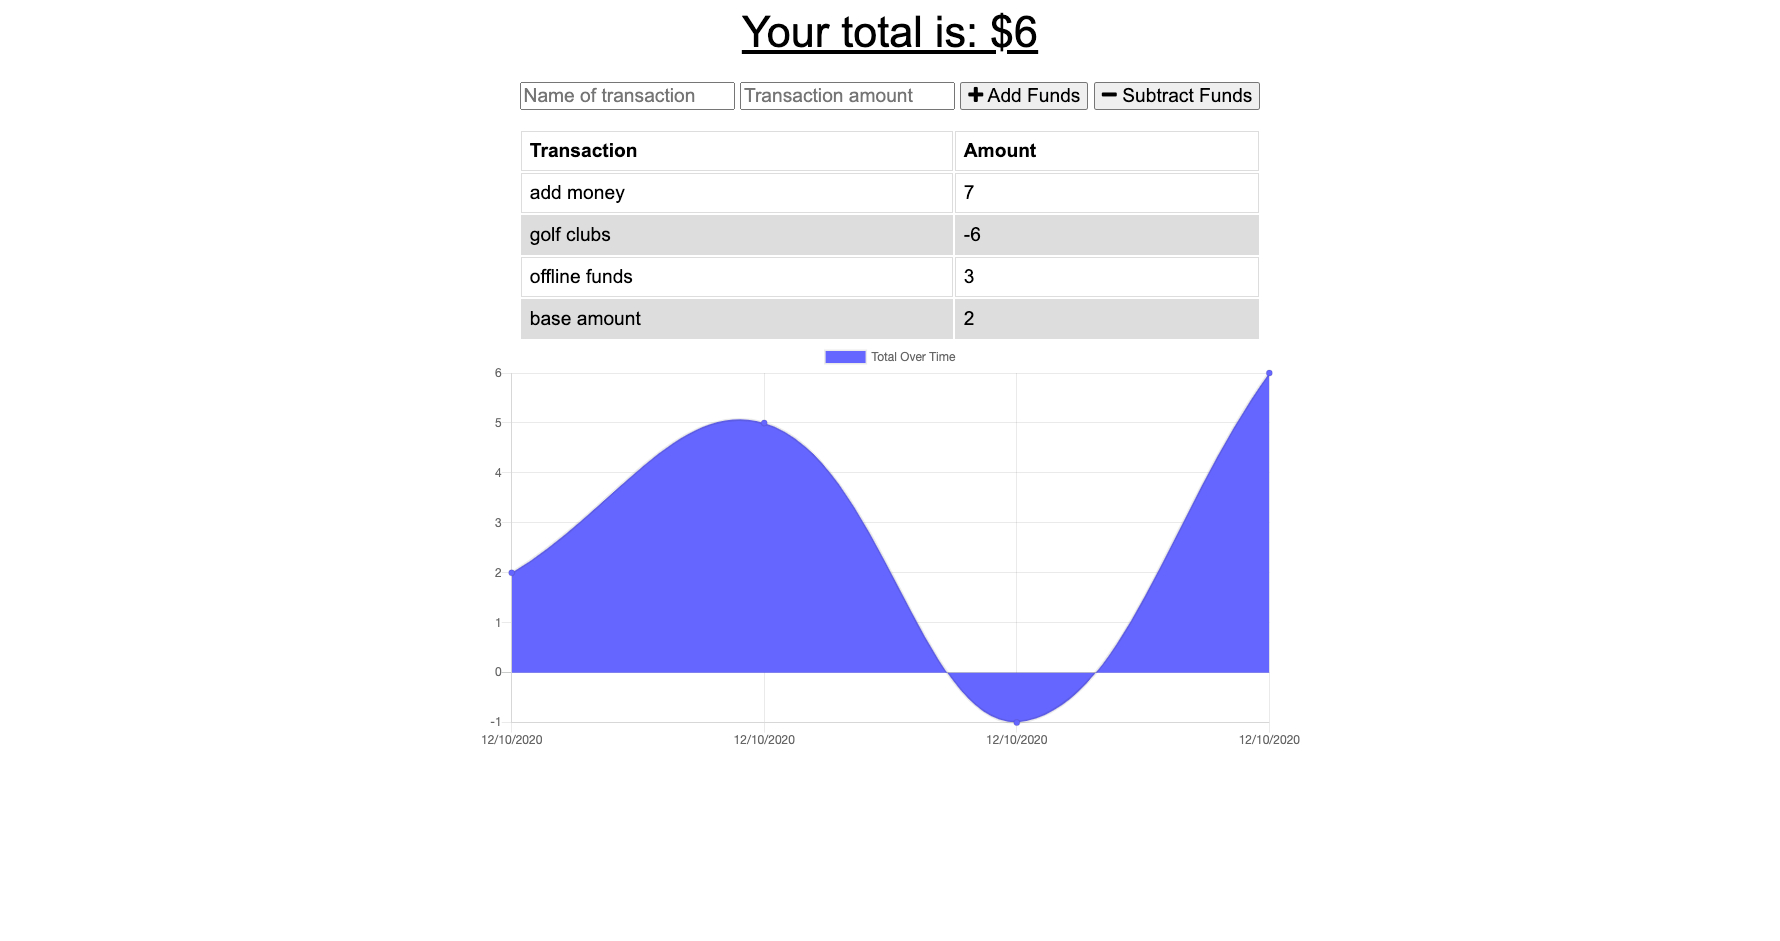 Your total is: $6
Name of transaction Transaction amount Add Funds Subtract Funds
Transaction Amount
add money 7
golf clubs -6
offline funds 3
base amount 2
Total Over Time
6
5
4
3
2
1
0
-1
12/10/2020 12/10/2020 12/10/2020 12/10/2020